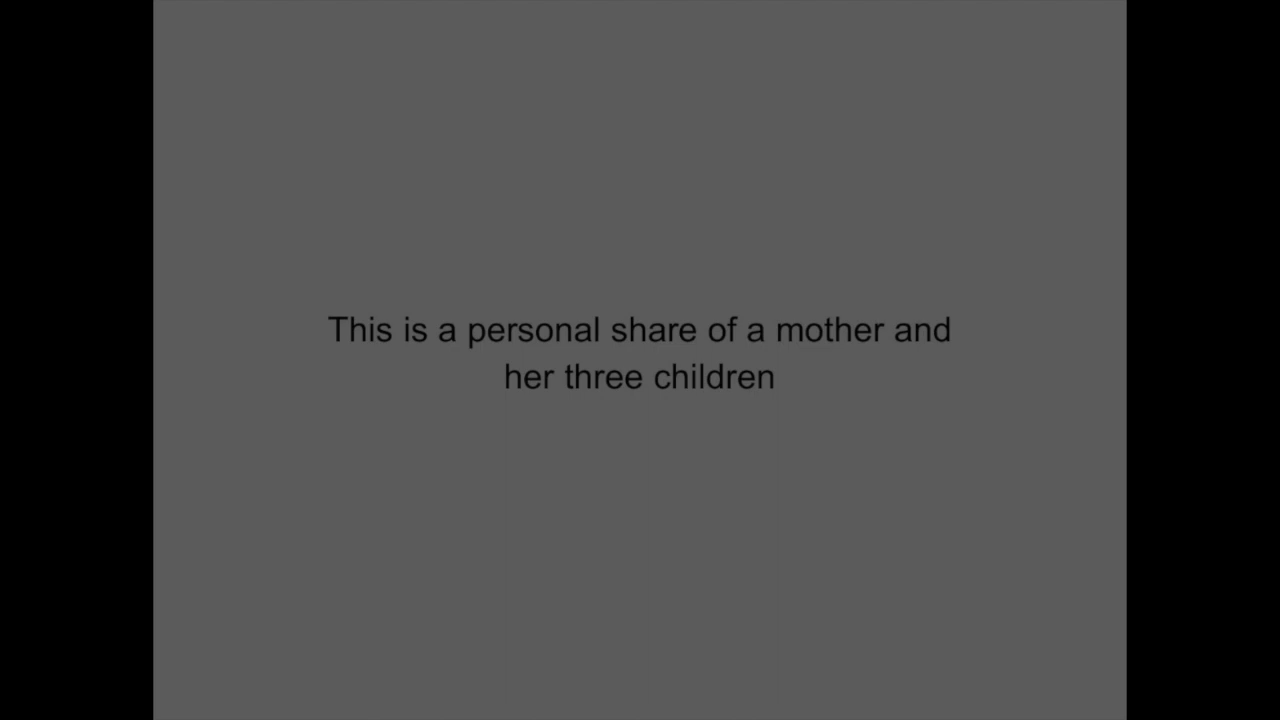 This is a personal share of a mother and
her three children